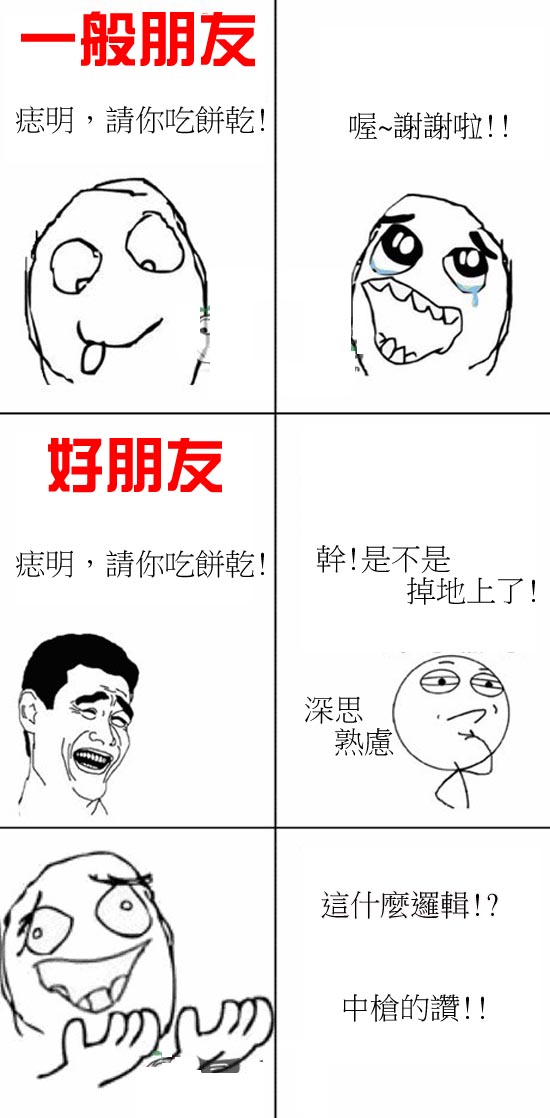 一般朋友
痣明，請你吃餅乾!
喔~謝謝啦!!
好朋友
痣明，請你吃餅乾!
幹!是不是
掉地上了!
深思
熟慮
這什麼邏輯!?
中槍的讚!!